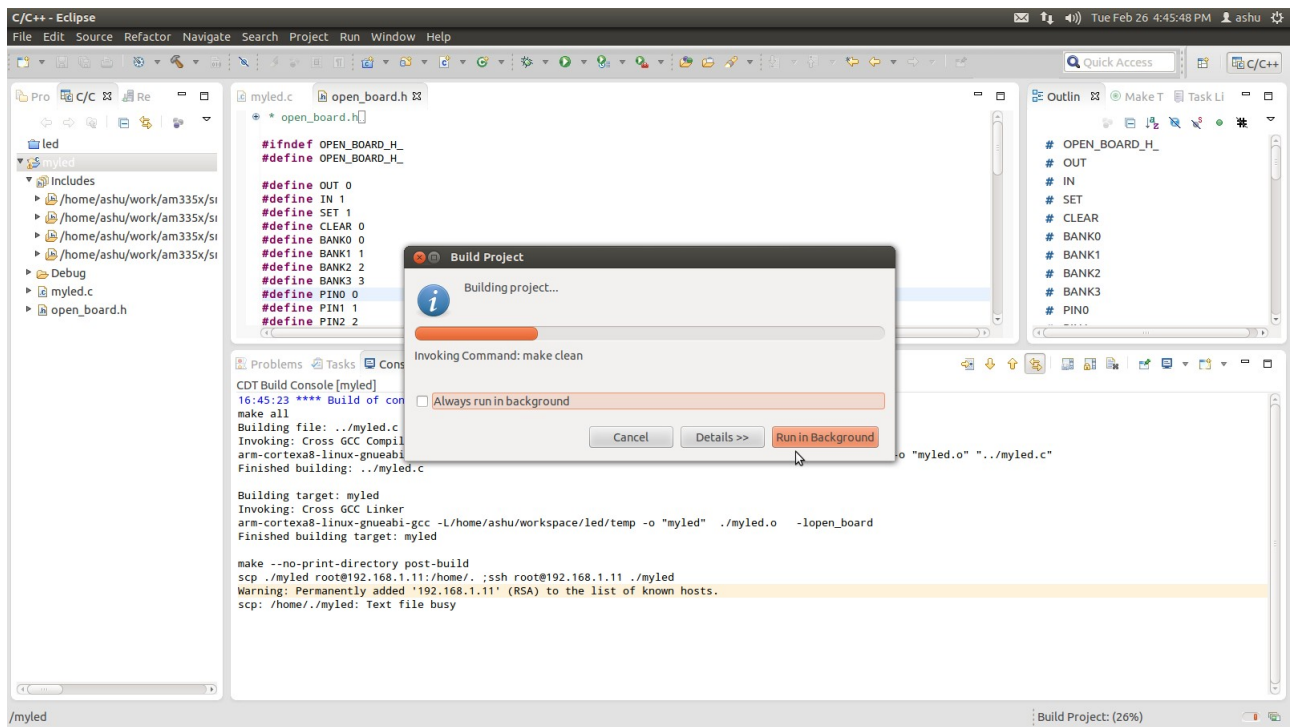 C/C++ - Eclipse
Tue Feb 26 4:45:48 PM ashu
File Edit Source Refactor Navigate Search Project Run Window Help
Quick Access
C/C++
Pro C/C Re
led
myled
Includes
/home/ashu/work/am335x/sr
/home/ashu/work/am335x/sr
/home/ashu/work/am335x/sr
/home/ashu/work/am335x/sr
Debug
myled.c
open_board.h
myled.c open_board.h
* open_board.h
#ifndef OPEN_BOARD_H_
#define OPEN_BOARD_H_
#define OUT 0
#define IN 1
#define SET 1
#define CLEAR 0
#define BANK0 0
#define BANK1 1
#define BANK2 2
#define BANK3 3
#define PIN0 0
#define PIN1 1
#define PIN2 2
Outlin Make T Task Li
# OPEN_BOARD_H_
# OUT
# IN
# SET
# CLEAR
# BANK0
# BANK1
# BANK2
# BANK3
# PIN0
Build Project
Building project...
Invoking Command: make clean
Always run in background
Cancel Details >> Run in Background
Problems Tasks Cons
CDT Build Console [myled]
16:45:23 **** Build of con
make all
Building file: ../myled.c
Invoking: Cross GCC Compil
arm-cortexa8-linux-gnueabi -o "myled.o" "../myled.c"
Finished building: ../myled.c
Building target: myled
Invoking: Cross GCC Linker
arm-cortexa8-linux-gnueabi-gcc -L/home/ashu/workspace/led/temp -o "myled" ./myled.o -lopen_board
Finished building target: myled
make --no-print-directory post-build
scp ./myled root@192.168.1.11:/home/. ;ssh root@192.168.1.11 ./myled
Warning: Permanently added '192.168.1.11' (RSA) to the list of known hosts.
scp: /home/./myled: Text file busy
/myled
Build Project: (26%)